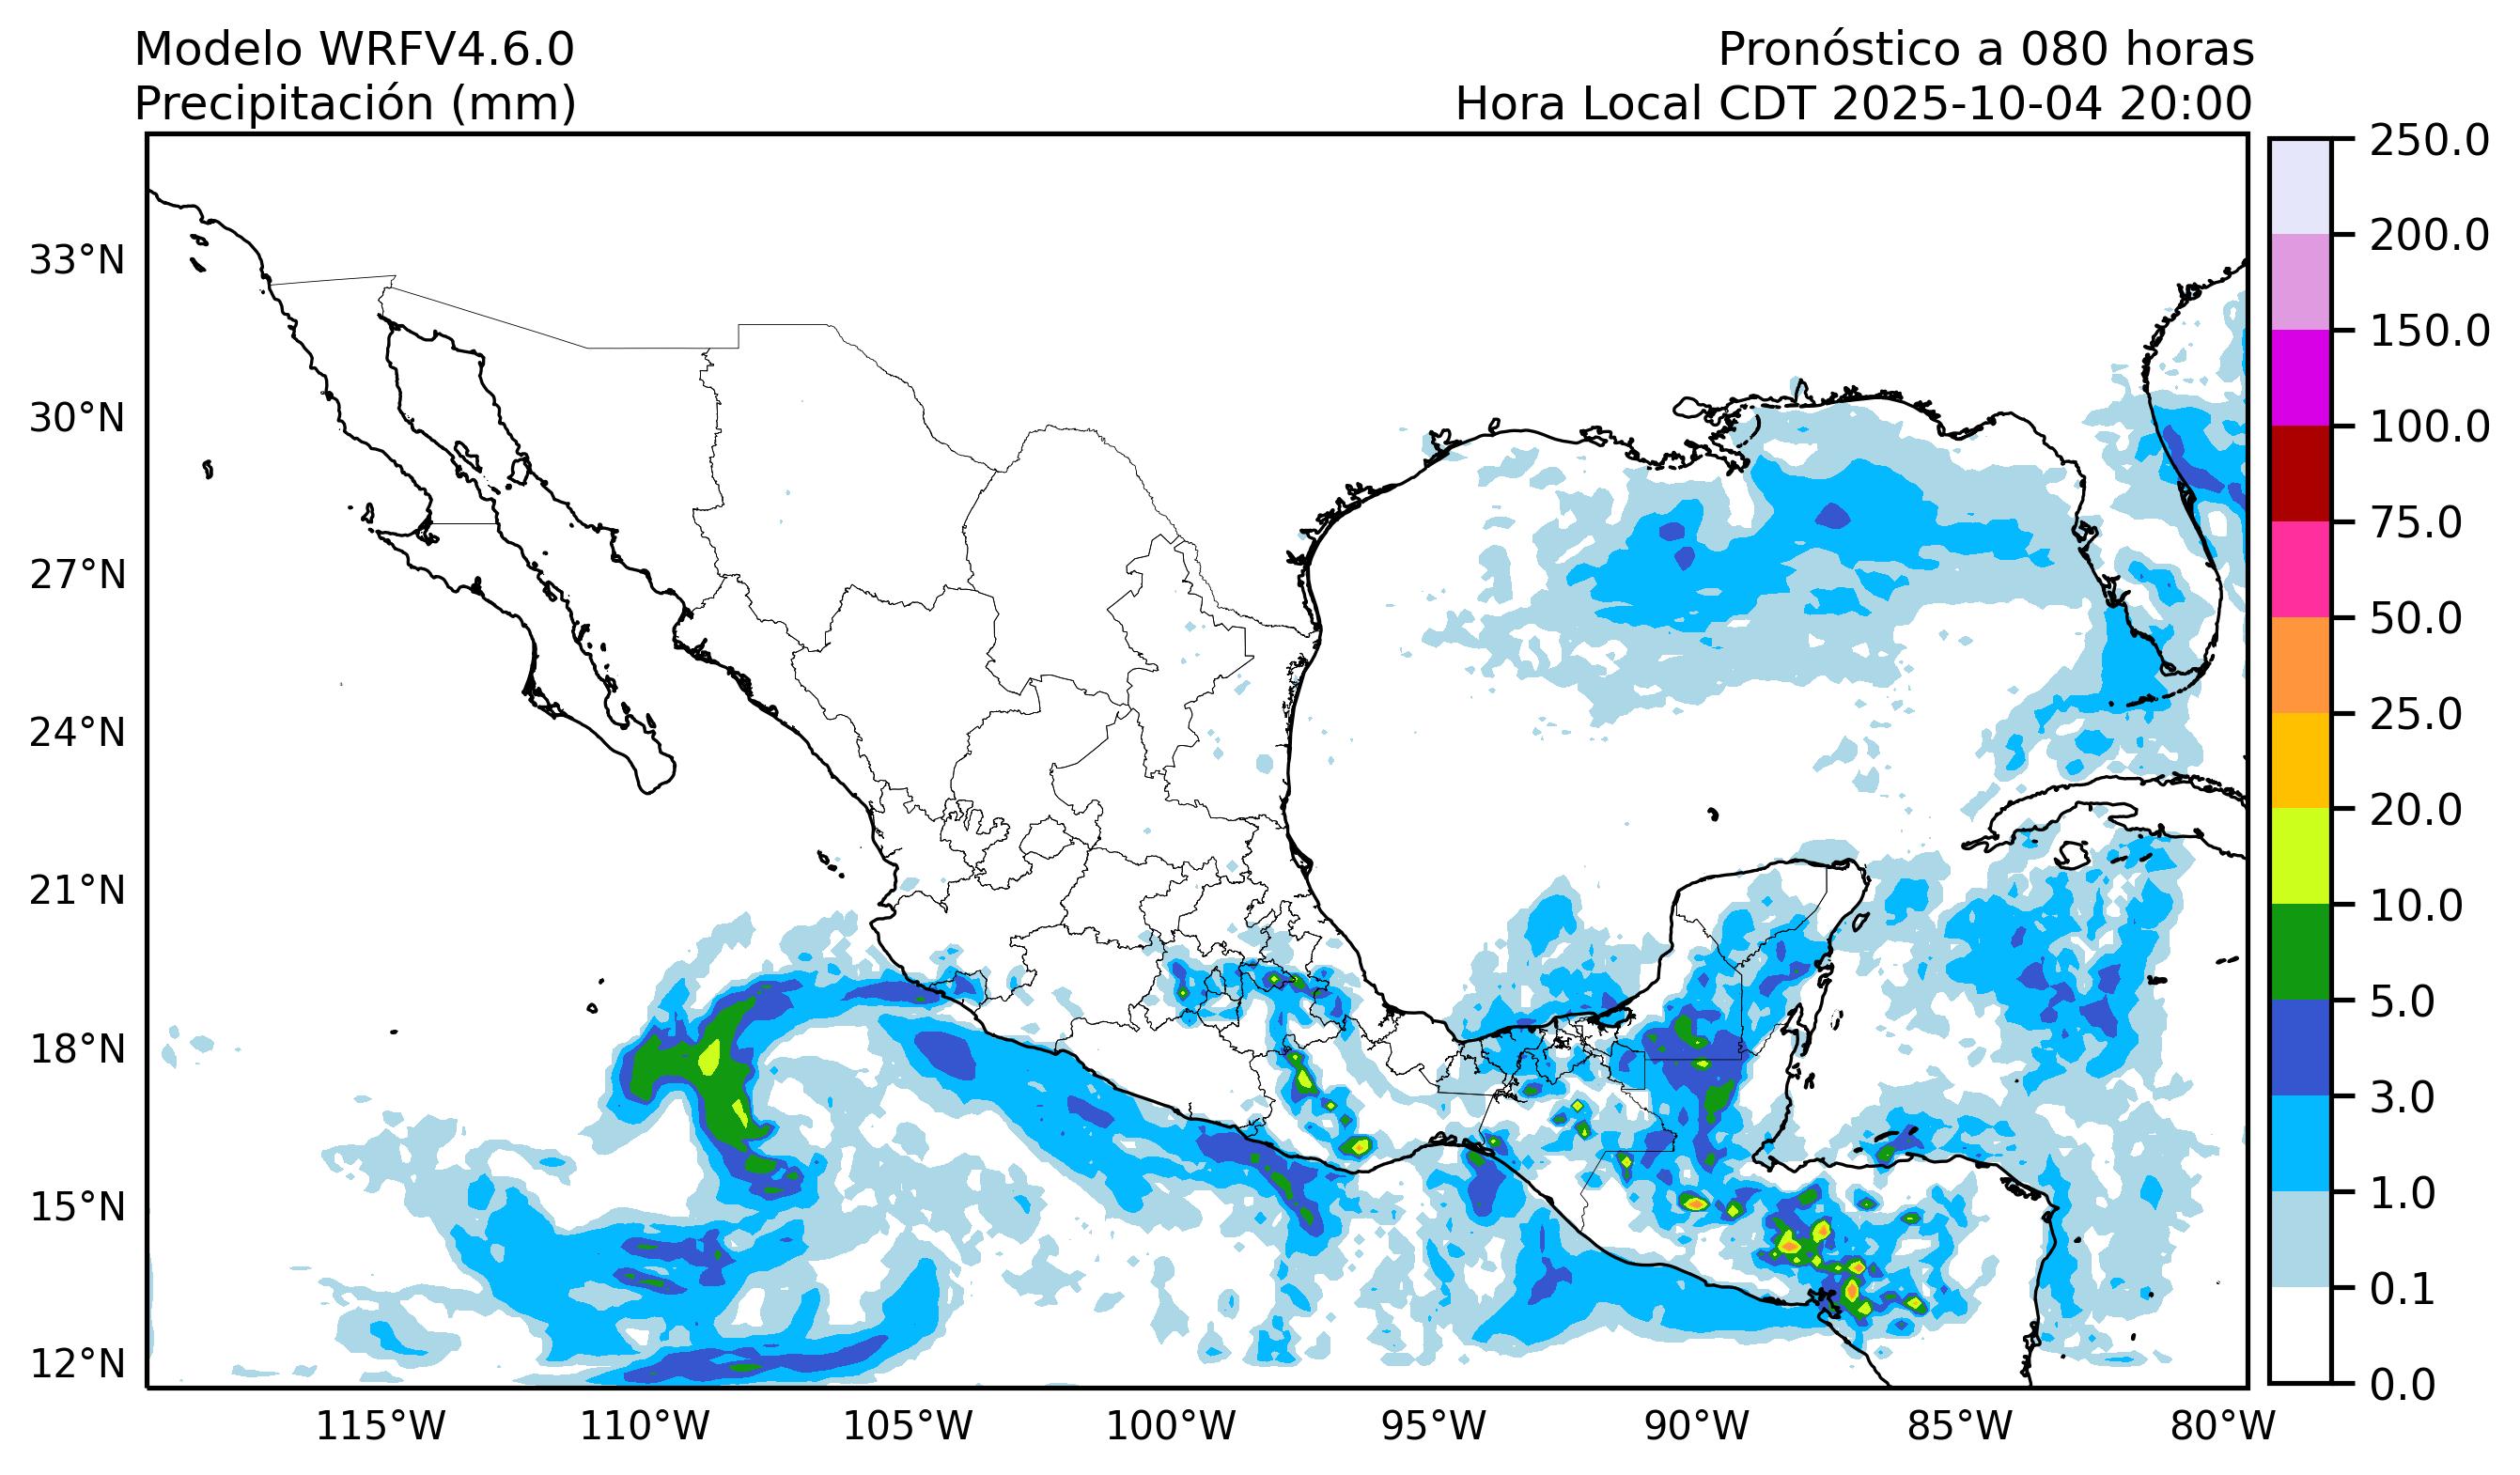 Modelo WRFV4.6.0
Precipitación (mm)
Pronóstico a 080 horas
Hora Local CDT 2025-10-04 20:00
33°N
30°N
27°N
24°N
21°N
18°N
15°N
12°N
115°W
110°W
105°W
100°W
95°W
90°W
85°W
80°W
250.0
200.0
150.0
100.0
75.0
50.0
25.0
20.0
10.0
5.0
3.0
1.0
0.1
0.0